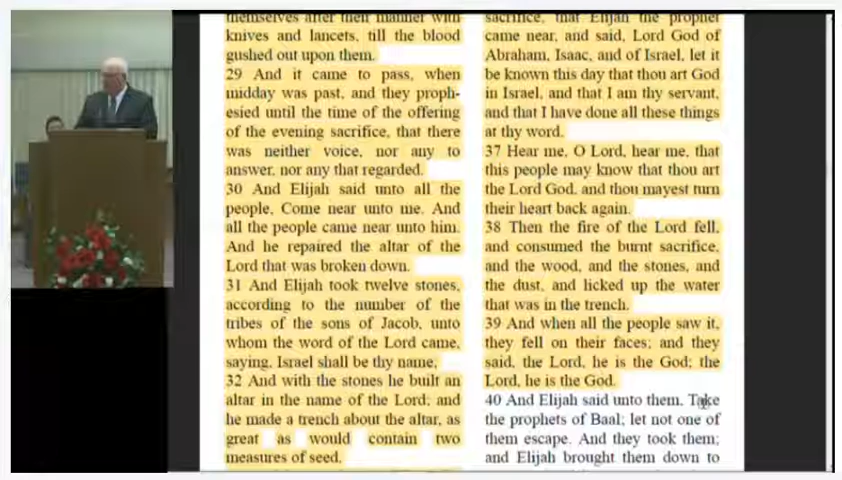 themselves after their manner with
knives and lancets, till the blood
gushed out upon them.
29 And it came to pass, when
midday was past, and they proph-
esied until the time of the offering
of the evening sacrifice, that there
was neither voice, nor any to
answer, nor any that regarded.
30 And Elijah said unto all the
people, Come near unto me. And
all the people came near unto him.
And he repaired the altar of the
Lord that was broken down.
31 And Elijah took twelve stones,
according to the number of the
tribes of the sons of Jacob, unto
whom the word of the Lord came,
saying, Israel shall be thy name,
32 And with the stones he built an
altar in the name of the Lord; and
he made a trench about the altar, as
great as would contain two
measures of seed.
sacrifice, that Elijah the prophet
came near, and said, Lord God of
Abraham, Isaac, and of Israel, let it
be known this day that thou art God
in Israel, and that I am thy servant,
and that I have done all these things
at thy word.
37 Hear me, O Lord, hear me, that
this people may know that thou art
the Lord God, and thou mayest turn
their heart back again.
38 Then the fire of the Lord fell,
and consumed the burnt sacrifice,
and the wood, and the stones, and
the dust, and licked up the water
that was in the trench.
39 And when all the people saw it,
they fell on their faces; and they
said, the Lord, he is the God; the
Lord, he is the God.
40 And Elijah said unto them. Take
the prophets of Baal; let not one of
them escape. And they took them;
and Elijah brought them down to